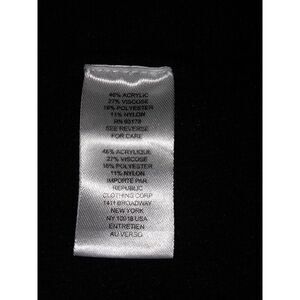 46% ACRYLIC
27% VISCOSE
16% POLYESTER
11% NYLON
RN 93179
SEE REVERSE
FOR CARE
46% ACRYLIQUE
27% VISCOSE
16% POLYESTER
11% NYLON
IMPORTE PAR
REPUBLIC
CLOTHING CORP
1411 BROADWAY
NEW YORK
NY 10018 USA
ENTRETIEN
AU VERSO